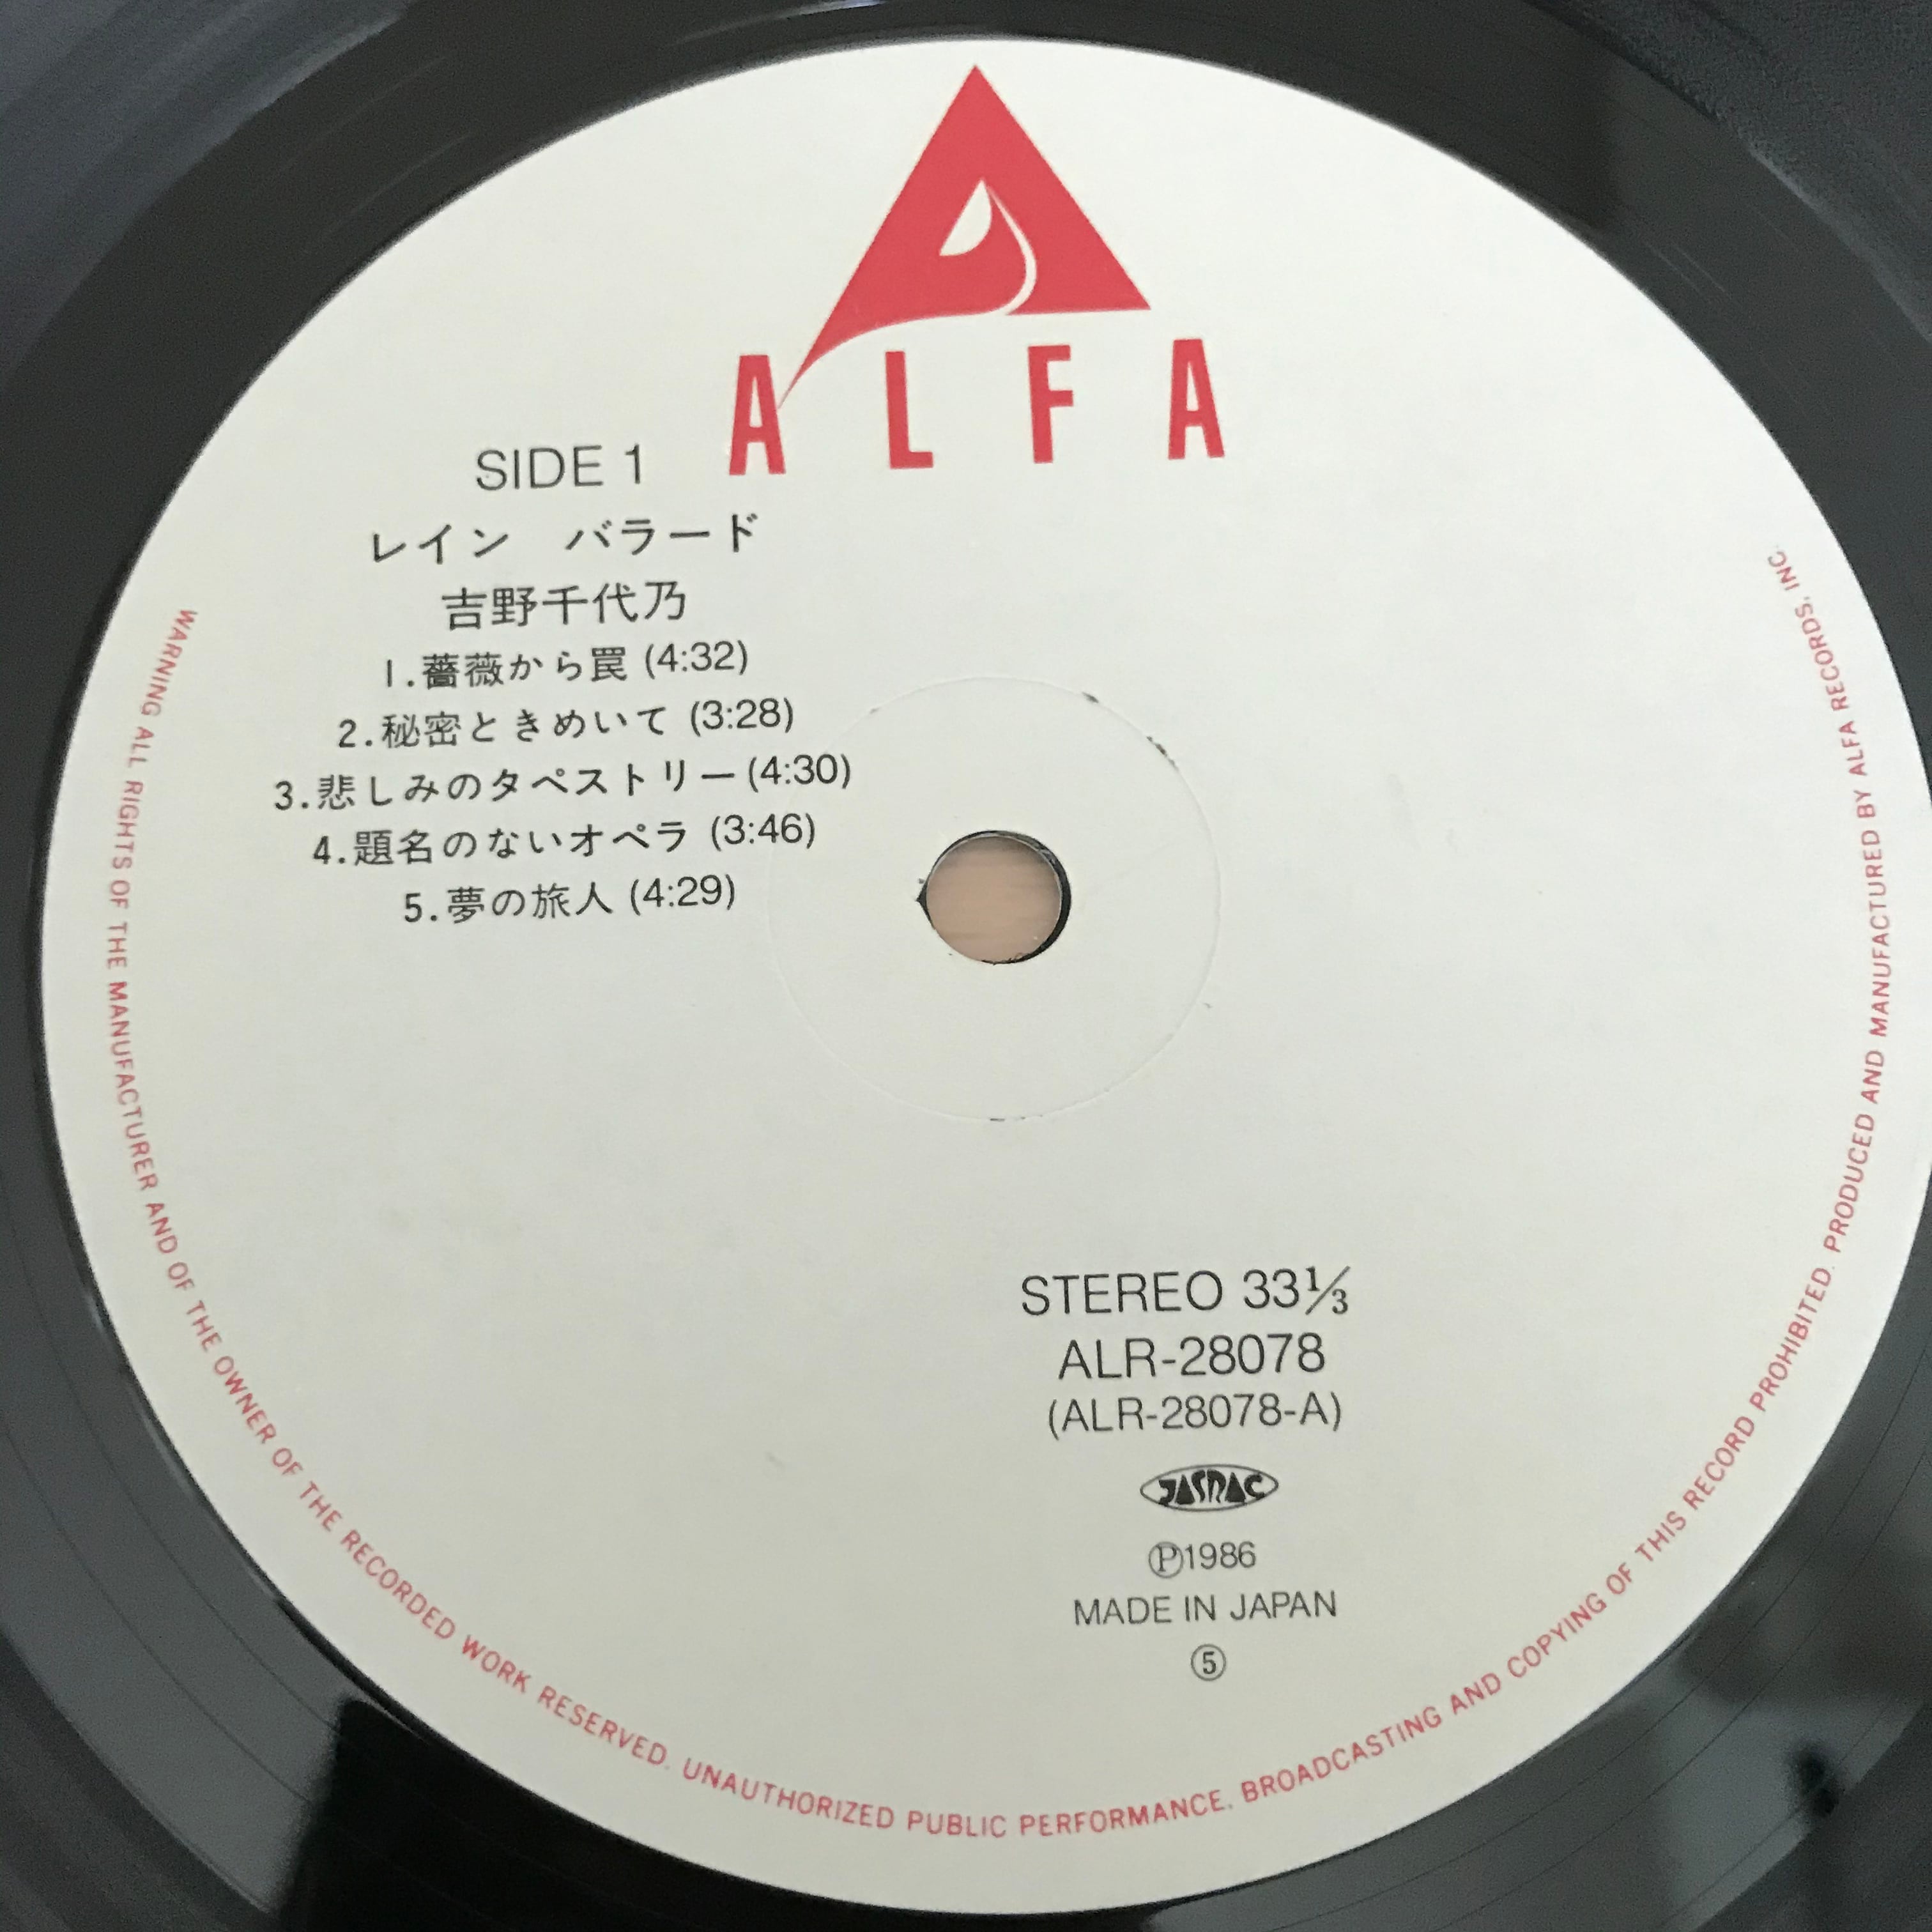 ALFA
SIDE 1
レイン バラード
吉野千代乃
1.薔薇から罠 (4:32)
2.秘密ときめいて (3:28)
3.悲しみのタペストリー(4:30)
4.題名のないオペラ (3:46)
5.夢の旅人 (4:29)
STEREO 33⅓
ALR-28078
(ALR-28078-A)
JASRAC
Ⓟ1986
MADE IN JAPAN
⑤
WARNING ALL RIGHTS OF THE MANUFACTURER AND OF THE OWNER OF THE RECORDED WORK RESERVED. UNAUTHORIZED PUBLIC PERFORMANCE, BROADCASTING AND COPYING OF THIS RECORD PROHIBITED. PRODUCED AND MANUFACTURED BY ALFA RECORDS, INC.